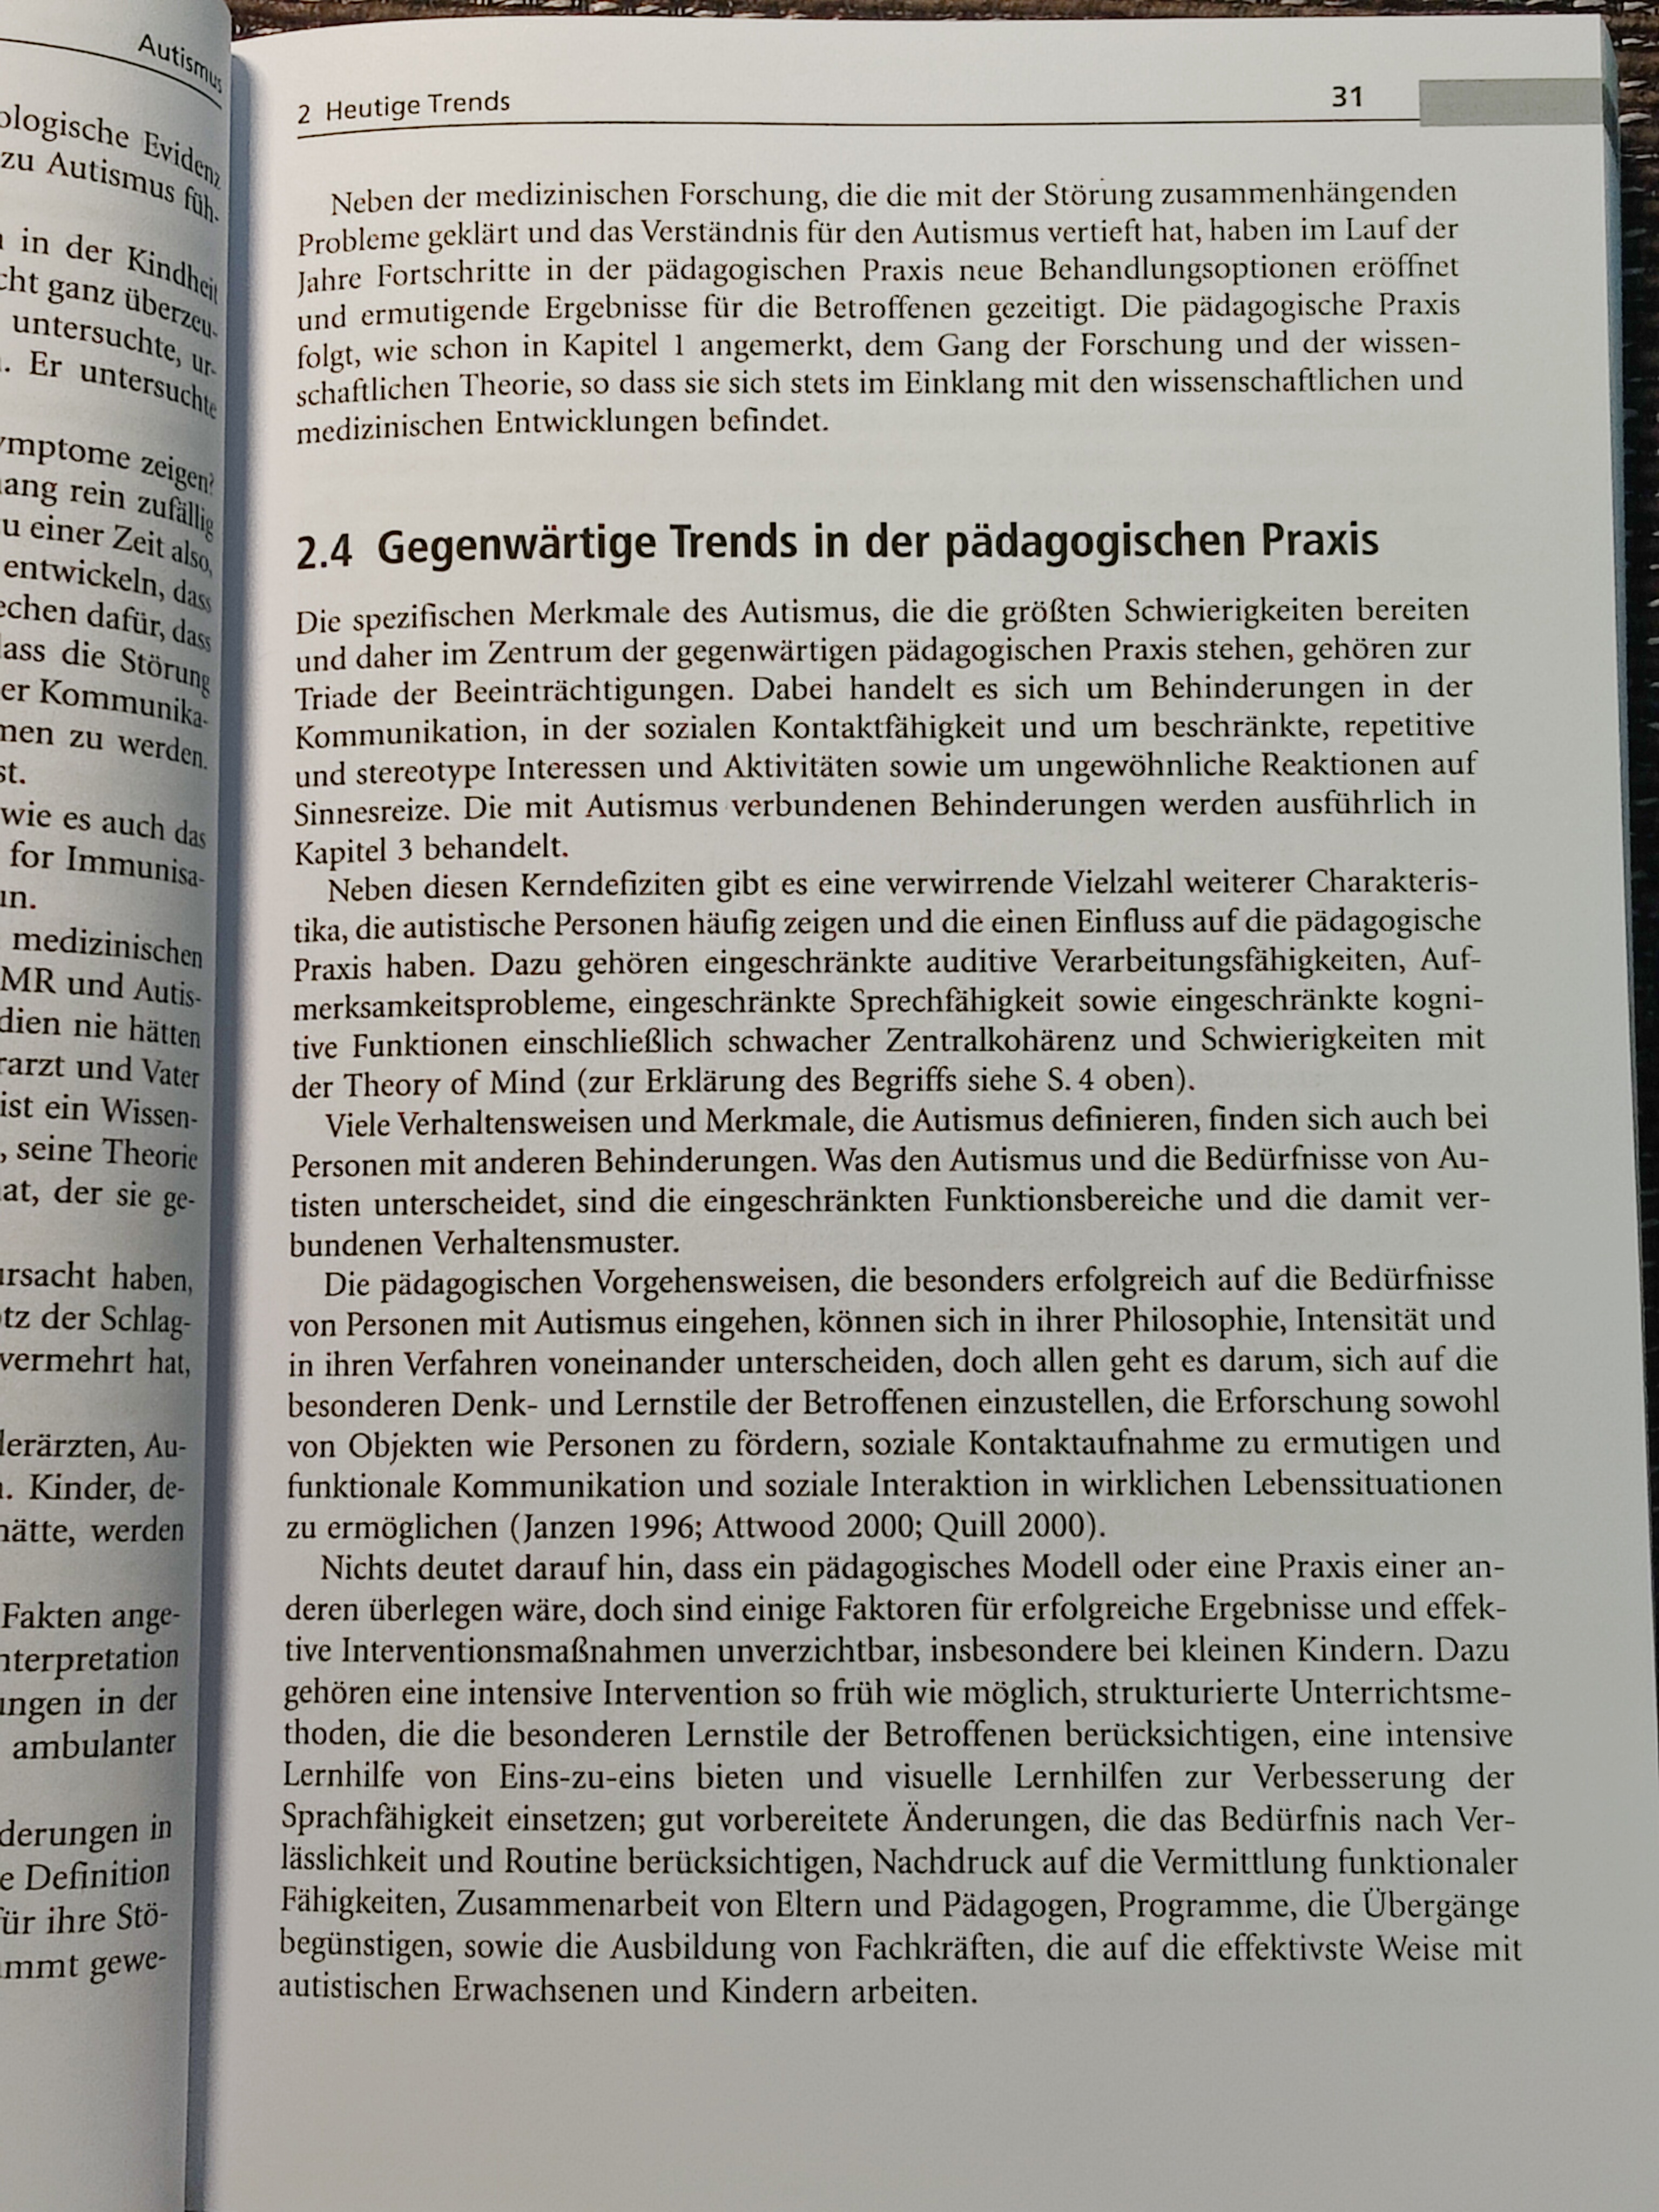 Autismus
ologische Evidenz
zu Autismus füh-
in der Kindheit
cht ganz überzeu-
untersuchte, ur-
. Er untersuchte
ymptome zeigen?
ang rein zufällig
u einer Zeit also,
entwickeln, dass
echen dafür, dass
ass die Störung
er Kommunika-
men zu werden.
st.
wie es auch das
for Immunisa-
un.
medizinischen
MR und Autis-
dien nie hätten
rarzt und Vater
ist ein Wissen-
, seine Theorie
at, der sie ge-
ursacht haben,
tz der Schlag-
vermehrt hat,
derärzten, Au-
. Kinder, de-
hätte, werden
Fakten ange-
nterpretation
ungen in der
ambulanter
derungen in
e Definition
für ihre Stö-
mmt gewe-
2 Heutige Trends 31
Neben der medizinischen Forschung, die die mit der Störung zusammenhängenden
Probleme geklärt und das Verständnis für den Autismus vertieft hat, haben im Lauf der
Jahre Fortschritte in der pädagogischen Praxis neue Behandlungsoptionen eröffnet
und ermutigende Ergebnisse für die Betroffenen gezeitigt. Die pädagogische Praxis
folgt, wie schon in Kapitel 1 angemerkt, dem Gang der Forschung und der wissen-
schaftlichen Theorie, so dass sie sich stets im Einklang mit den wissenschaftlichen und
medizinischen Entwicklungen befindet.
2.4 Gegenwärtige Trends in der pädagogischen Praxis
Die spezifischen Merkmale des Autismus, die die größten Schwierigkeiten bereiten
und daher im Zentrum der gegenwärtigen pädagogischen Praxis stehen, gehören zur
Triade der Beeinträchtigungen. Dabei handelt es sich um Behinderungen in der
Kommunikation, in der sozialen Kontaktfähigkeit und um beschränkte, repetitive
und stereotype Interessen und Aktivitäten sowie um ungewöhnliche Reaktionen auf
Sinnesreize. Die mit Autismus verbundenen Behinderungen werden ausführlich in
Kapitel 3 behandelt.
Neben diesen Kerndefiziten gibt es eine verwirrende Vielzahl weiterer Charakteris-
tika, die autistische Personen häufig zeigen und die einen Einfluss auf die pädagogische
Praxis haben. Dazu gehören eingeschränkte auditive Verarbeitungsfähigkeiten, Auf-
merksamkeitsprobleme, eingeschränkte Sprechfähigkeit sowie eingeschränkte kogni-
tive Funktionen einschließlich schwacher Zentralkohärenz und Schwierigkeiten mit
der Theory of Mind (zur Erklärung des Begriffs siehe S. 4 oben).
Viele Verhaltensweisen und Merkmale, die Autismus definieren, finden sich auch bei
Personen mit anderen Behinderungen. Was den Autismus und die Bedürfnisse von Au-
tisten unterscheidet, sind die eingeschränkten Funktionsbereiche und die damit ver-
bundenen Verhaltensmuster.
Die pädagogischen Vorgehensweisen, die besonders erfolgreich auf die Bedürfnisse
von Personen mit Autismus eingehen, können sich in ihrer Philosophie, Intensität und
in ihren Verfahren voneinander unterscheiden, doch allen geht es darum, sich auf die
besonderen Denk- und Lernstile der Betroffenen einzustellen, die Erforschung sowohl
von Objekten wie Personen zu fördern, soziale Kontaktaufnahme zu ermutigen und
funktionale Kommunikation und soziale Interaktion in wirklichen Lebenssituationen
zu ermöglichen (Janzen 1996; Attwood 2000; Quill 2000).
Nichts deutet darauf hin, dass ein pädagogisches Modell oder eine Praxis einer an-
deren überlegen wäre, doch sind einige Faktoren für erfolgreiche Ergebnisse und effek-
tive Interventionsmaßnahmen unverzichtbar, insbesondere bei kleinen Kindern. Dazu
gehören eine intensive Intervention so früh wie möglich, strukturierte Unterrichtsme-
thoden, die die besonderen Lernstile der Betroffenen berücksichtigen, eine intensive
Lernhilfe von Eins-zu-eins bieten und visuelle Lernhilfen zur Verbesserung der
Sprachfähigkeit einsetzen; gut vorbereitete Änderungen, die das Bedürfnis nach Ver-
lässlichkeit und Routine berücksichtigen, Nachdruck auf die Vermittlung funktionaler
Fähigkeiten, Zusammenarbeit von Eltern und Pädagogen, Programme, die Übergänge
begünstigen, sowie die Ausbildung von Fachkräften, die auf die effektivste Weise mit
autistischen Erwachsenen und Kindern arbeiten.